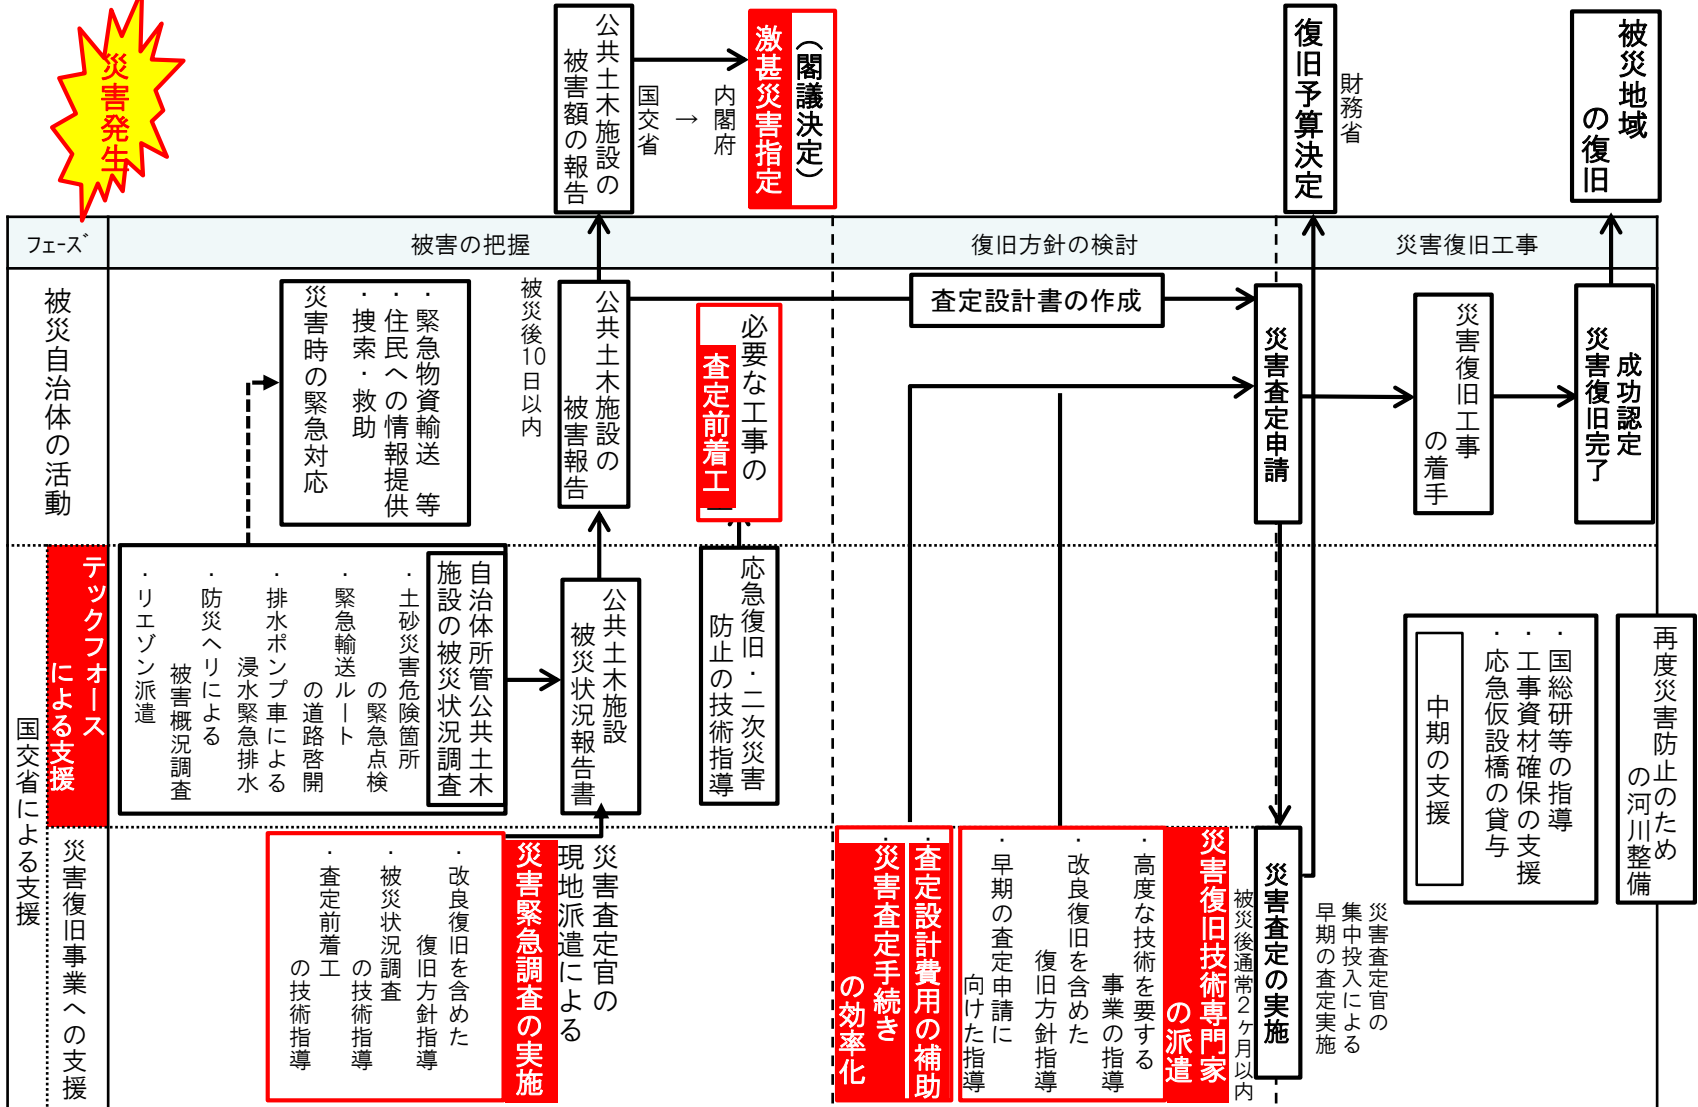 災害発生
公共土木施設の
被害額の報告
国交省
→
内閣府
激甚災害指定
（閣議決定）
復旧予算決定
財務省
被災地域
の復旧
フェーズ
被害の把握
復旧方針の検討
災害復旧工事
被災自治体の活動
・緊急物資輸送 等
・住民への情報提供
・捜索・救助
災害時の緊急対応
被災後10日以内
公共土木施設の
被害報告
必要な工事の
査定前着工
査定設計書の作成
災害査定申請
災害復旧工事
の着手
成功認定
災害復旧完了
国交省による支援
テックフォース
による支援
自治体所管公共土木
施設の被災状況調査
・土砂災害危険箇所
の緊急点検
・緊急輸送ルート
の道路啓開
・排水ポンプ車による
浸水緊急排水
・防災ヘリによる
被害概況調査
・リエゾン派遣
公共土木施設
被災状況報告書
応急復旧・二次災害
防止の技術指導
・国総研等の指導
・工事資材確保の支援
・応急仮設橋の貸与
中期の支援
再度災害防止のため
の河川整備
災害復旧事業への支援
災害査定官の
現地派遣による
災害緊急調査の実施
・改良復旧を含めた
復旧方針指導
・被災状況調査
の技術指導
・査定前着工
の技術指導
・査定設計費用の補助
・災害査定手続き
の効率化
災害復旧技術専門家
の派遣
・高度な技術を要する
事業の指導
・改良復旧を含めた
復旧方針指導
・早期の査定申請に
向けた指導
被災後通常２ヶ月以内
災害査定の実施
災害査定官の
集中投入による
早期の査定実施